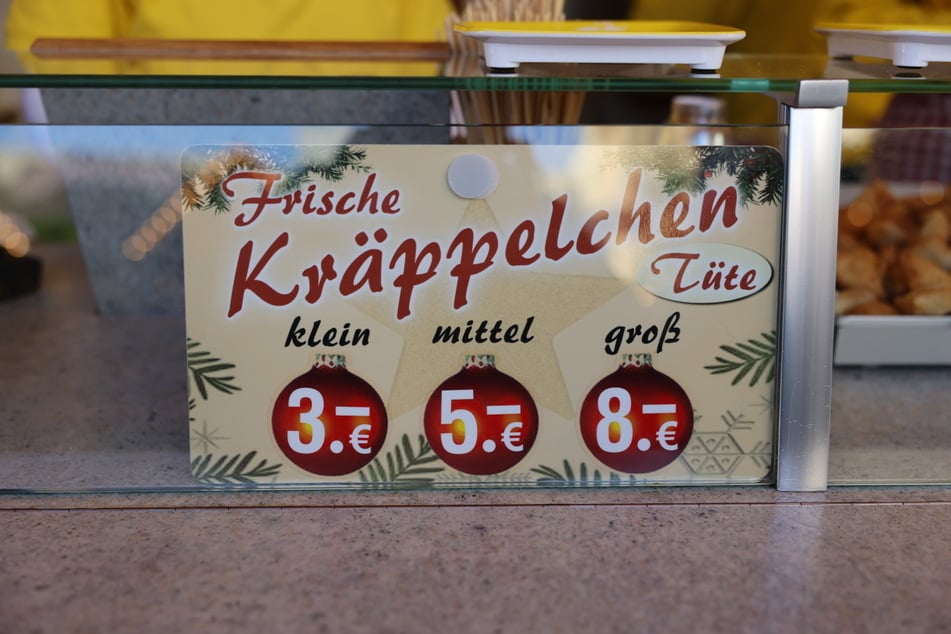 Frische
Kräppelchen
Tüte
klein mittel groß
3.–€ 5.–€ 8.–€